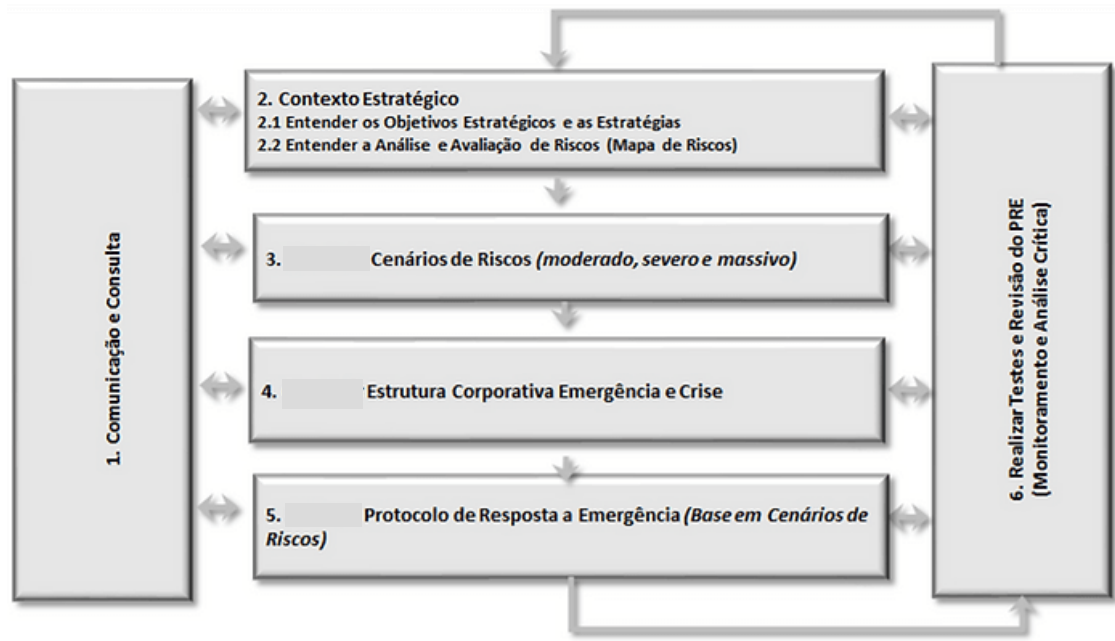 1. Comunicação e Consulta
2. Contexto Estratégico
2.1 Entender os Objetivos Estratégicos e as Estratégias
2.2 Entender a Análise e Avaliação de Riscos (Mapa de Riscos)
3. Cenários de Riscos (moderado, severo e massivo)
4. Estrutura Corporativa Emergência e Crise
5. Protocolo de Resposta a Emergência (Base em Cenários de
Riscos)
6. Realizar Testes e Revisão do PRE
(Monitoramento e Análise Crítica)